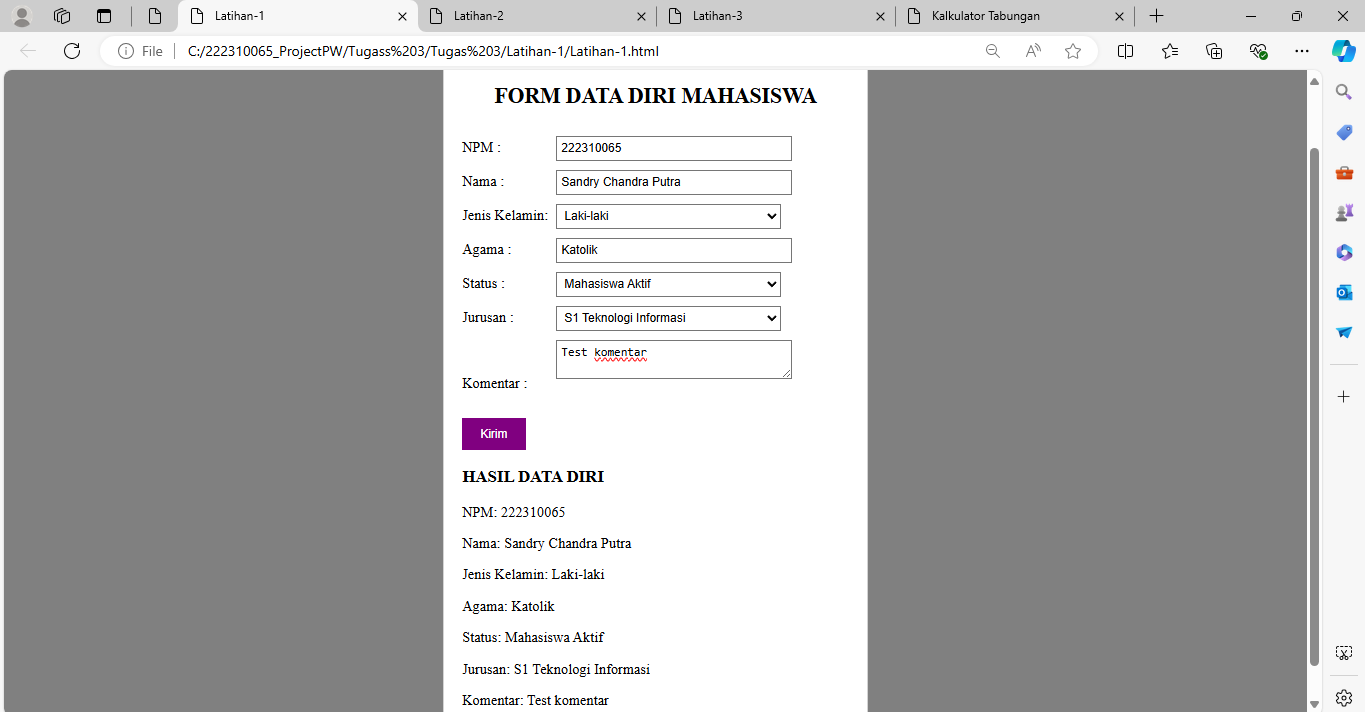 Latihan-1
Latihan-2
Latihan-3
Kalkulator Tabungan
File
C:/222310065_ProjectPW/Tugass%203/Tugas%203/Latihan-1/Latihan-1.html
FORM DATA DIRI MAHASISWA
NPM : 222310065
Nama : Sandry Chandra Putra
Jenis Kelamin: Laki-laki
Agama : Katolik
Status : Mahasiswa Aktif
Jurusan : S1 Teknologi Informasi
Test komentar
Komentar :
Kirim
HASIL DATA DIRI
NPM: 222310065
Nama: Sandry Chandra Putra
Jenis Kelamin: Laki-laki
Agama: Katolik
Status: Mahasiswa Aktif
Jurusan: S1 Teknologi Informasi
Komentar: Test komentar